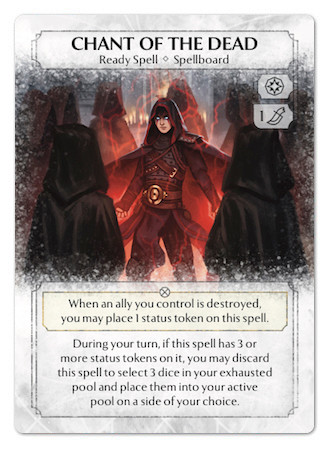 CHANT OF THE DEAD
Ready Spell ◇ Spellboard
1
When an ally you control is destroyed,
you may place 1 status token on this spell.
During your turn, if this spell has 3 or
more status tokens on it, you may discard
this spell to select 3 dice in your exhausted
pool and place them into your active
pool on a side of your choice.